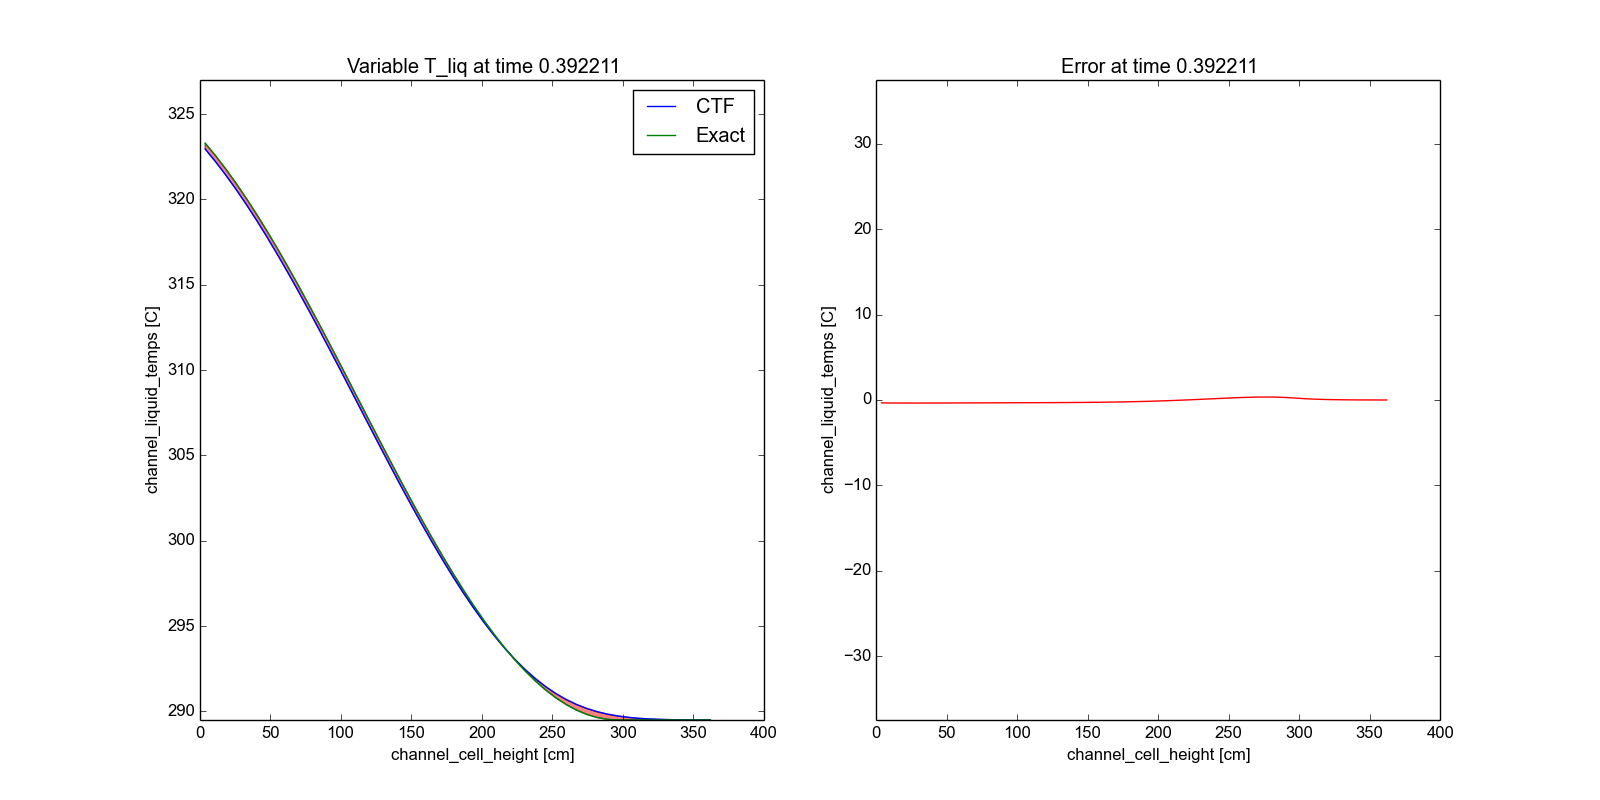 Variable T_liq at time 0.392211
CTF
Exact
325
320
315
310
305
300
295
290
channel_liquid_temps [C]
0 50 100 150 200 250 300 350 400
channel_cell_height [cm]
Error at time 0.392211
30
20
10
0
−10
−20
−30
channel_liquid_temps [C]
0 50 100 150 200 250 300 350 400
channel_cell_height [cm]